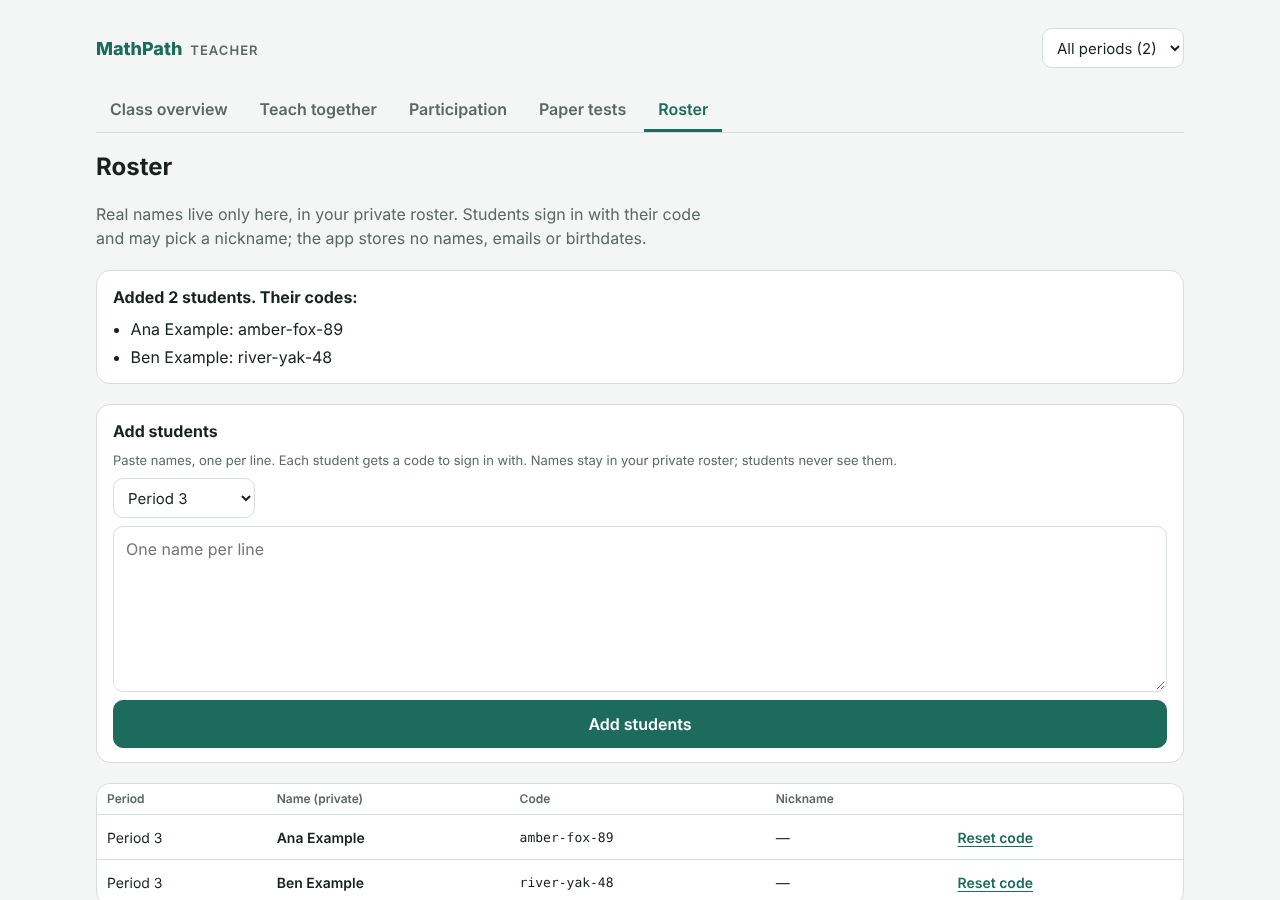 MathPath TEACHER
All periods (2)
Class overview Teach together Participation Paper tests Roster
Roster
Real names live only here, in your private roster. Students sign in with their code
and may pick a nickname; the app stores no names, emails or birthdates.
Added 2 students. Their codes:
• Ana Example: amber-fox-89
• Ben Example: river-yak-48
Add students
Paste names, one per line. Each student gets a code to sign in with. Names stay in your private roster; students never see them.
Period 3
One name per line
Add students
Period Name (private) Code Nickname
Period 3 Ana Example amber-fox-89 — Reset code
Period 3 Ben Example river-yak-48 — Reset code